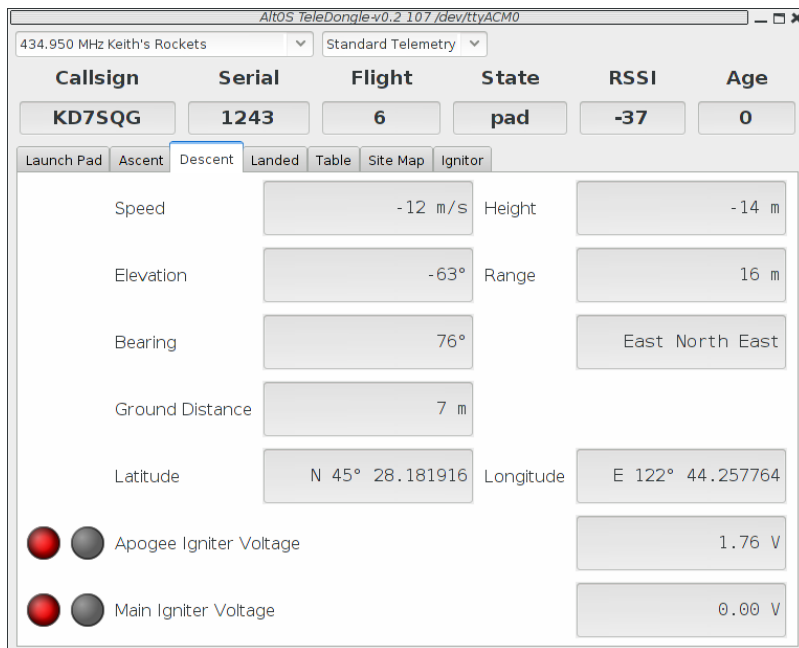 AltOS TeleDongle-v0.2 107 /dev/ttyACM0
434.950 MHz Keith's Rockets Standard Telemetry
Callsign Serial Flight State RSSI Age
KD7SQG 1243 6 pad -37 0
Launch Pad Ascent Descent Landed Table Site Map Ignitor
Speed -12 m/s Height -14 m
Elevation -63° Range 16 m
Bearing 76° East North East
Ground Distance 7 m
Latitude N 45° 28.181916 Longitude E 122° 44.257764
Apogee Igniter Voltage 1.76 V
Main Igniter Voltage 0.00 V